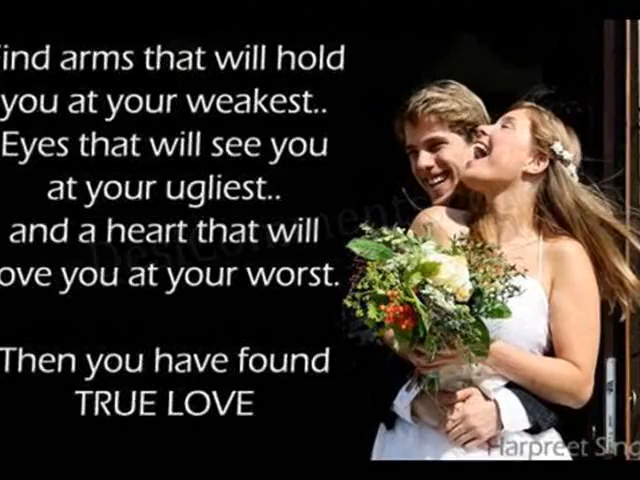 ind arms that will hold
you at your weakest..
Eyes that will see you
at your ugliest..
and a heart that will
ove you at your worst.
Then you have found
TRUE LOVE
Harpreet Sing